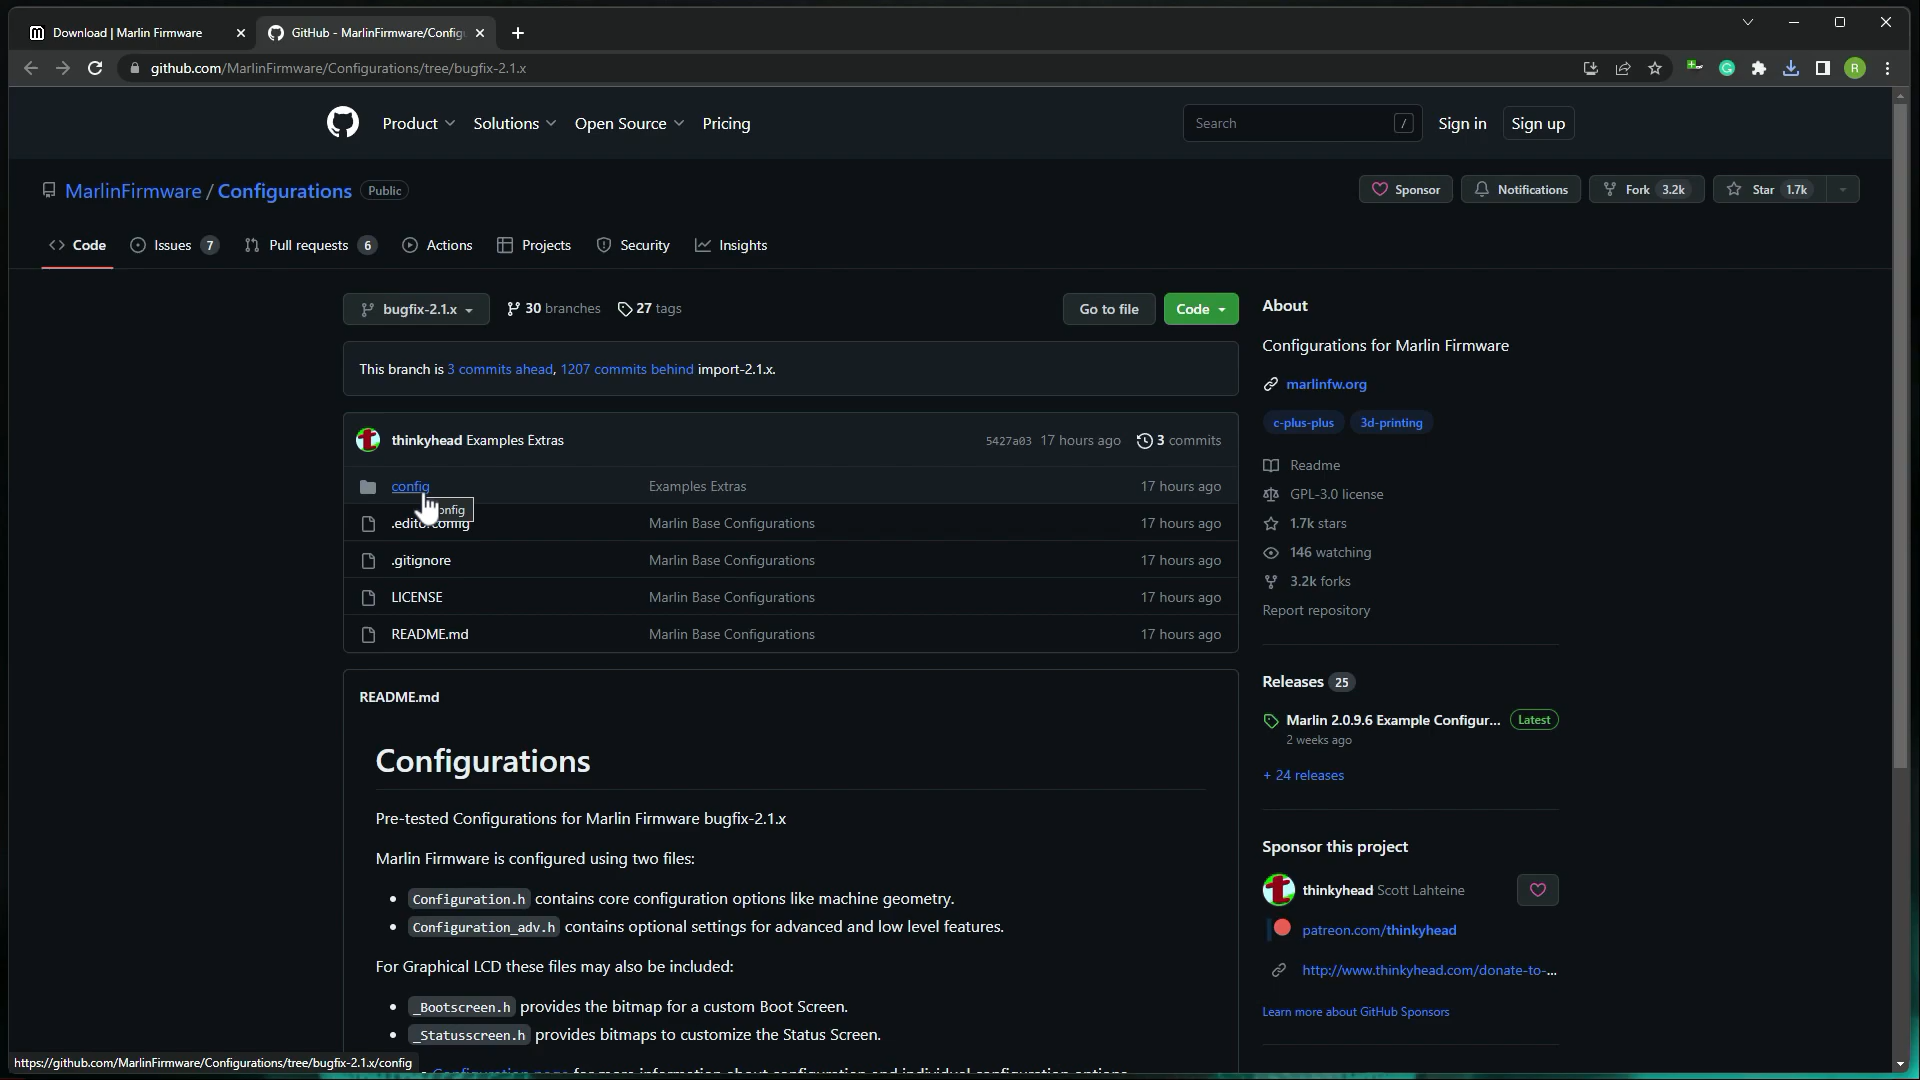 Download | Marlin Firmware
GitHub - MarlinFirmware/Config
github.com/MarlinFirmware/Configurations/tree/bugfix-2.1.x
R
Product Solutions Open Source Pricing
Search / Sign in Sign up
MarlinFirmware / Configurations Public
Sponsor Notifications Fork 3.2k Star 1.7k
Code Issues 7 Pull requests 6 Actions Projects Security Insights
bugfix-2.1.x 30 branches 27 tags Go to file Code
This branch is 3 commits ahead, 1207 commits behind import-2.1.x.
thinkyhead Examples Extras 5427a03 17 hours ago 3 commits
config Examples Extras 17 hours ago
.editorconfig Marlin Base Configurations 17 hours ago
.gitignore Marlin Base Configurations 17 hours ago
LICENSE Marlin Base Configurations 17 hours ago
README.md Marlin Base Configurations 17 hours ago
README.md
Configurations
Pre-tested Configurations for Marlin Firmware bugfix-2.1.x
Marlin Firmware is configured using two files:
• Configuration.h contains core configuration options like machine geometry.
• Configuration_adv.h contains optional settings for advanced and low level features.
For Graphical LCD these files may also be included:
• _Bootscreen.h provides the bitmap for a custom Boot Screen.
• _Statusscreen.h provides bitmaps to customize the Status Screen.
Configuration page for more information about configuration and individual configuration options.
About
Configurations for Marlin Firmware
marlinfw.org
c-plus-plus 3d-printing
Readme
GPL-3.0 license
1.7k stars
146 watching
3.2k forks
Report repository
Releases 25
Marlin 2.0.9.6 Example Configur... Latest
2 weeks ago
+ 24 releases
Sponsor this project
thinkyhead Scott Lahteine
patreon.com/thinkyhead
http://www.thinkyhead.com/donate-to-...
Learn more about GitHub Sponsors
https://github.com/MarlinFirmware/Configurations/tree/bugfix-2.1.x/config